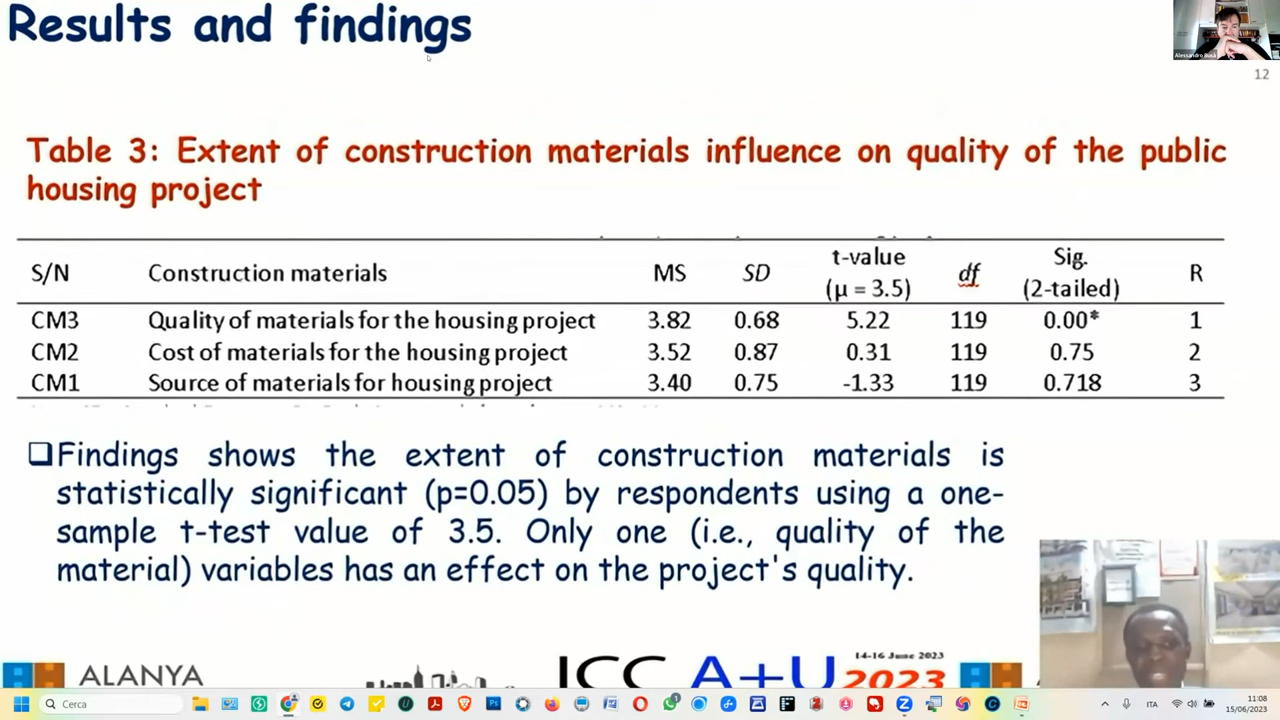 Results and findings
Alessandro Busà
12
Table 3: Extent of construction materials influence on quality of the public
housing project
S/N Construction materials MS SD t-value (μ = 3.5) df Sig. (2-tailed) R
CM3 Quality of materials for the housing project 3.82 0.68 5.22 119 0.00* 1
CM2 Cost of materials for the housing project 3.52 0.87 0.31 119 0.75 2
CM1 Source of materials for housing project 3.40 0.75 -1.33 119 0.718 3
❑Findings shows the extent of construction materials is
statistically significant (p=0.05) by respondents using a one-
sample t-test value of 3.5. Only one (i.e., quality of the
material) variables has an effect on the project's quality.
ALANYA
ICC A+U
14-16 June 2023
2023
Cerca
ITA
11:08
15/06/2023